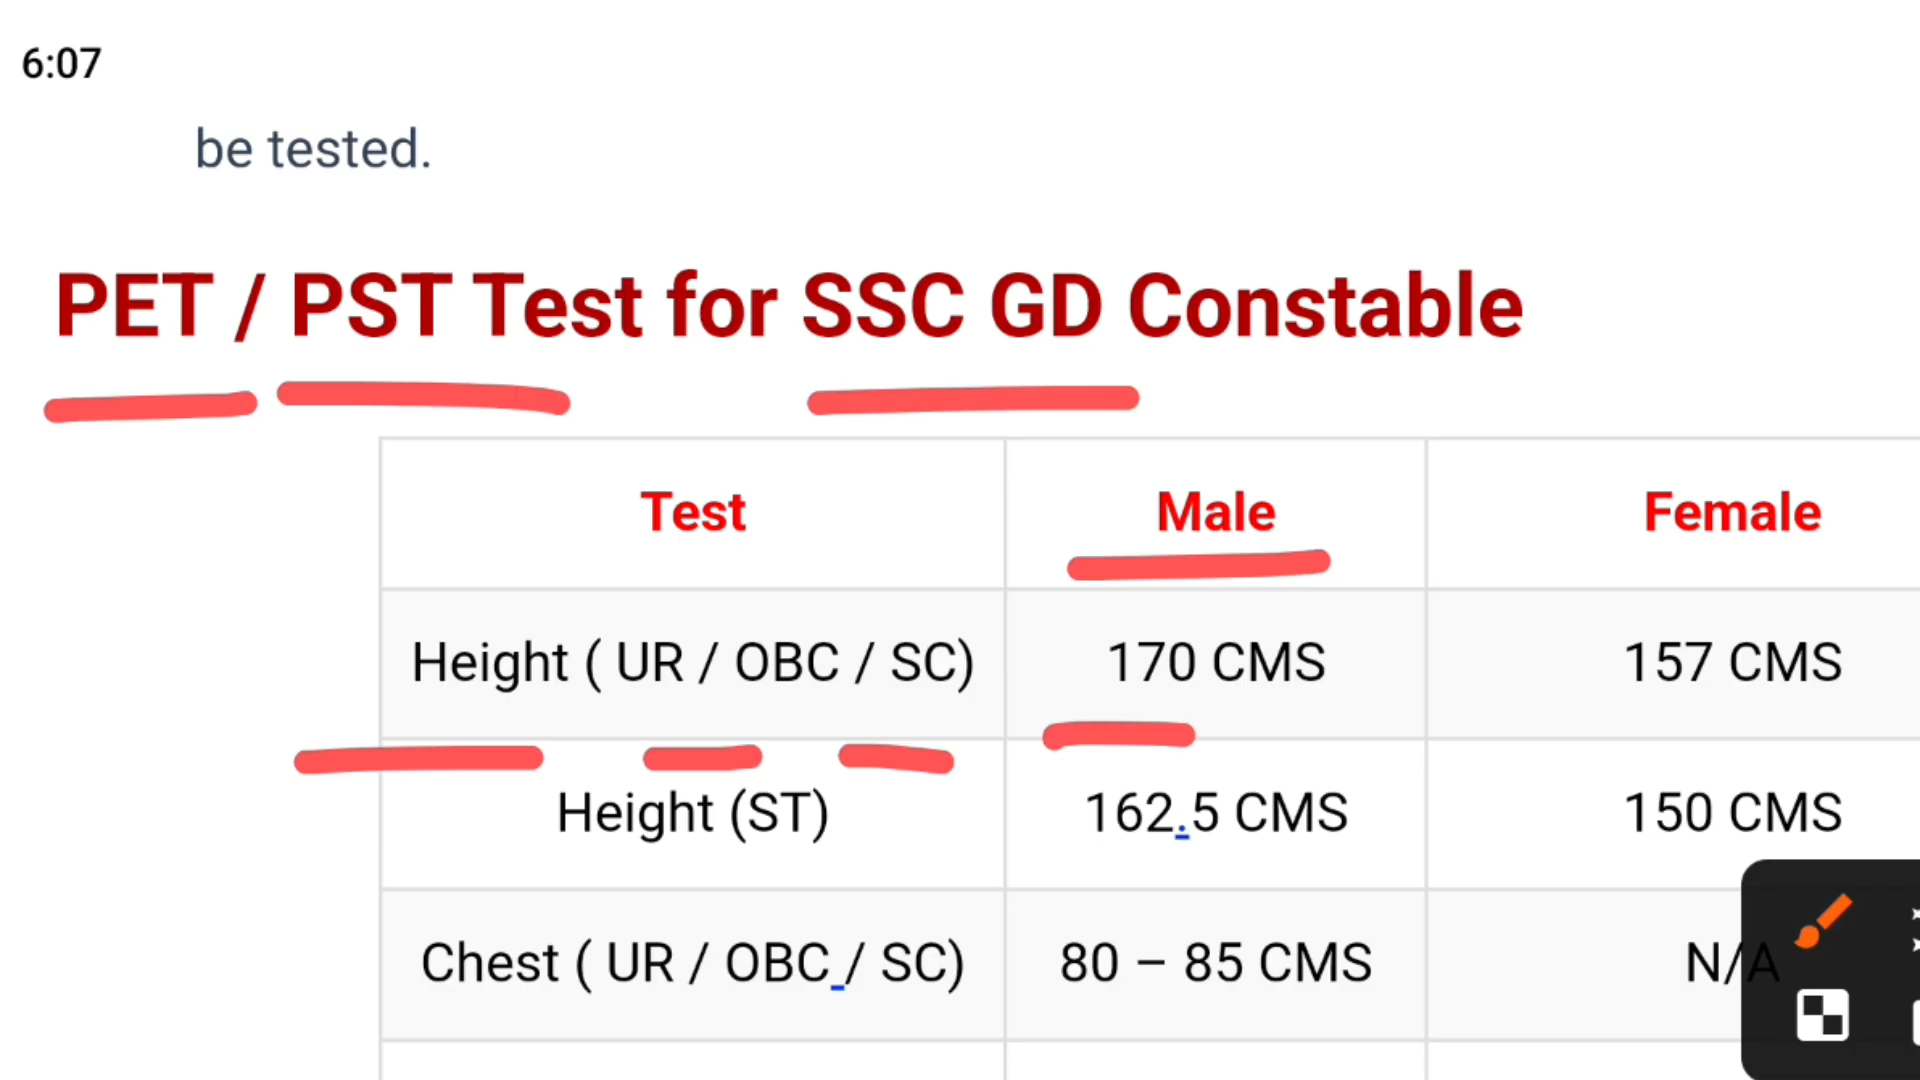 6:07
be tested.
PET / PST Test for SSC GD Constable
Test Male Female
Height ( UR / OBC / SC) 170 CMS 157 CMS
Height (ST) 162.5 CMS 150 CMS
Chest ( UR / OBC / SC) 80 – 85 CMS N/A